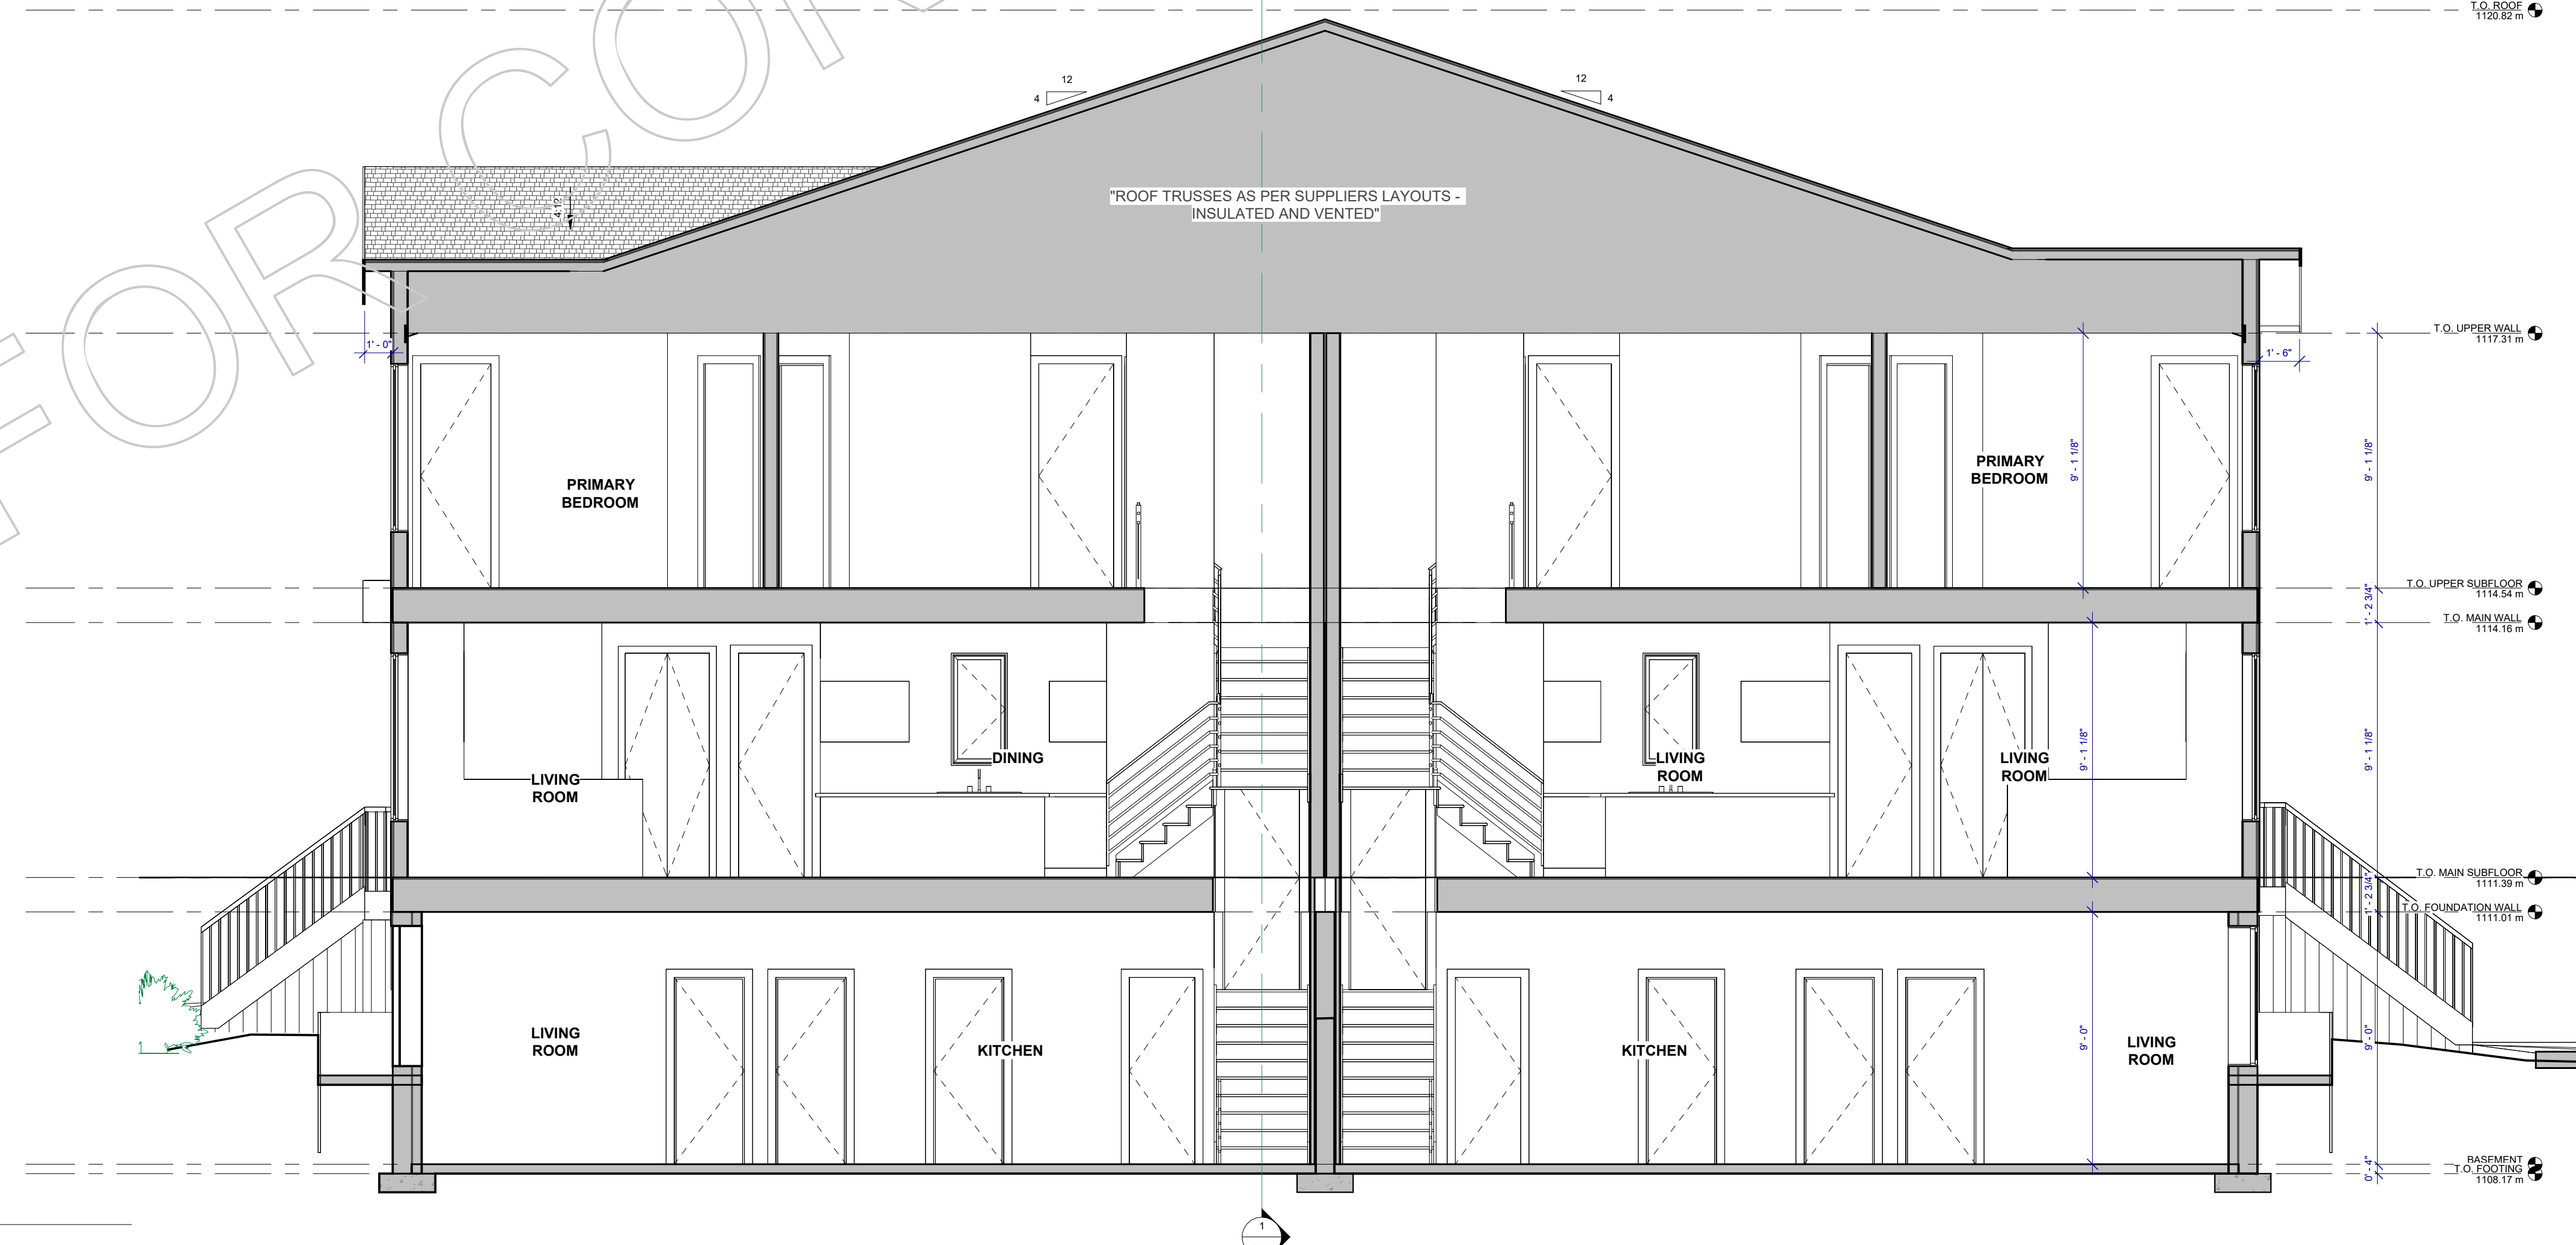 T.O. ROOF
1120.82 m
12
4
12
4
"ROOF TRUSSES AS PER SUPPLIERS LAYOUTS -
INSULATED AND VENTED"
4:12
FOR CON
T.O. UPPER WALL
1117.31 m
1' - 0"
1' - 6"
PRIMARY
BEDROOM
PRIMARY
BEDROOM
9' - 1 1/8"
9' - 1 1/8"
T.O. UPPER SUBFLOOR
1114.54 m
1' - 2 3/4"
T.O. MAIN WALL
1114.16 m
LIVING
ROOM
DINING
LIVING
ROOM
LIVING
ROOM
9' - 1 1/8"
9' - 1 1/8"
T.O. MAIN SUBFLOOR
1111.39 m
1' - 2 3/4"
T.O. FOUNDATION WALL
1111.01 m
LIVING
ROOM
KITCHEN
KITCHEN
LIVING
ROOM
9' - 0"
9' - 0"
BASEMENT
T.O. FOOTING
1108.17 m
0' - 4"
1